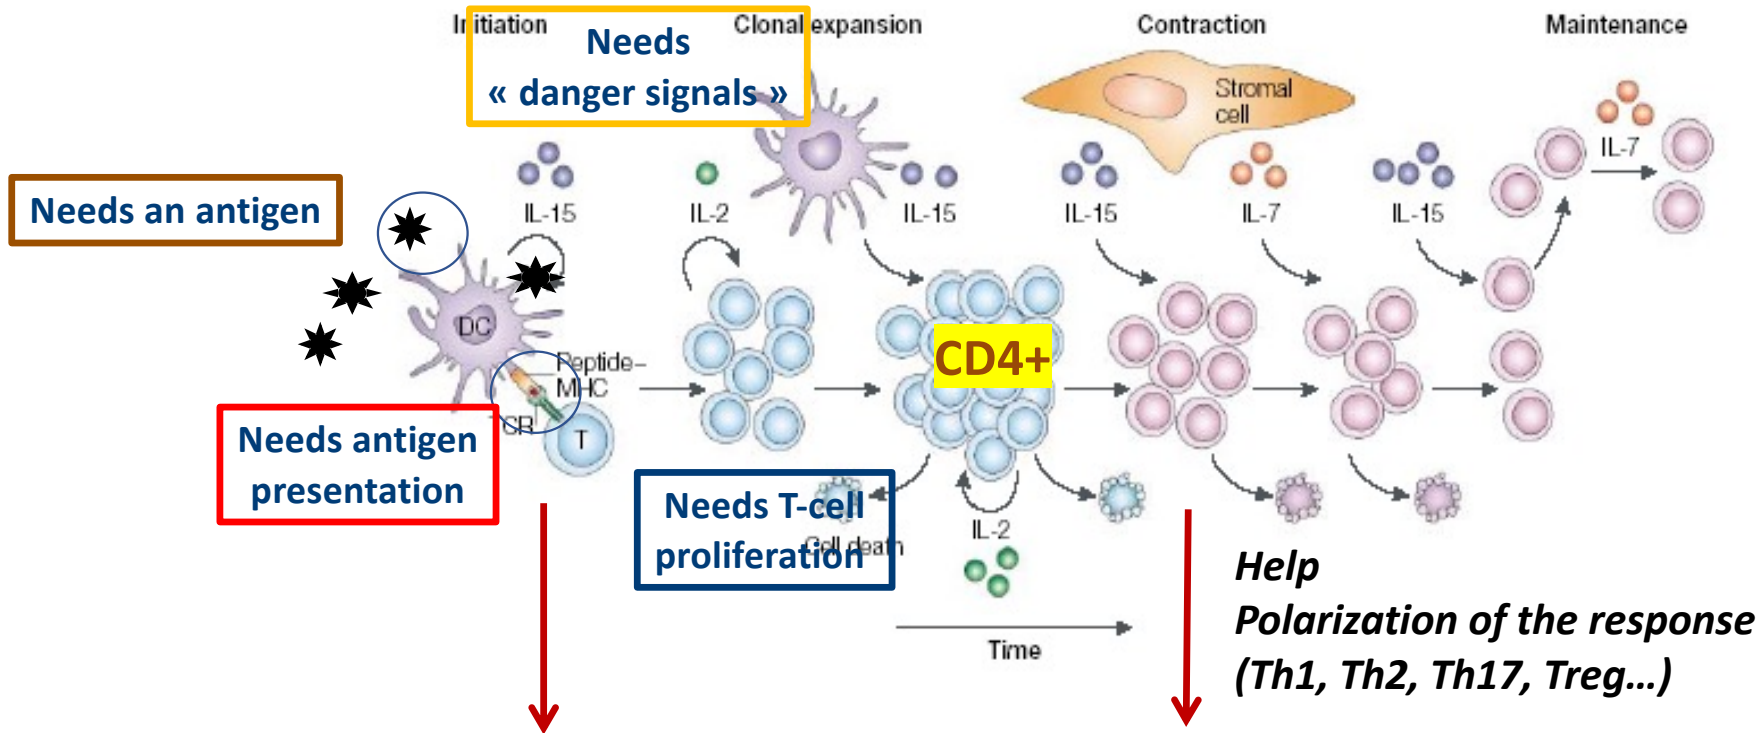 Initiation
Clonal expansion
Contraction
Maintenance
Needs
« danger signals »
Stromal
cell
IL-7
Needs an antigen
IL-15
IL-2
IL-15
IL-15
IL-7
IL-15
DC
CD4+
Peptide–
MHC
TCR
T
Needs antigen
presentation
Needs T-cell
proliferation
Cell death
IL-2
Time
Help
Polarization of the response
(Th1, Th2, Th17, Treg…)